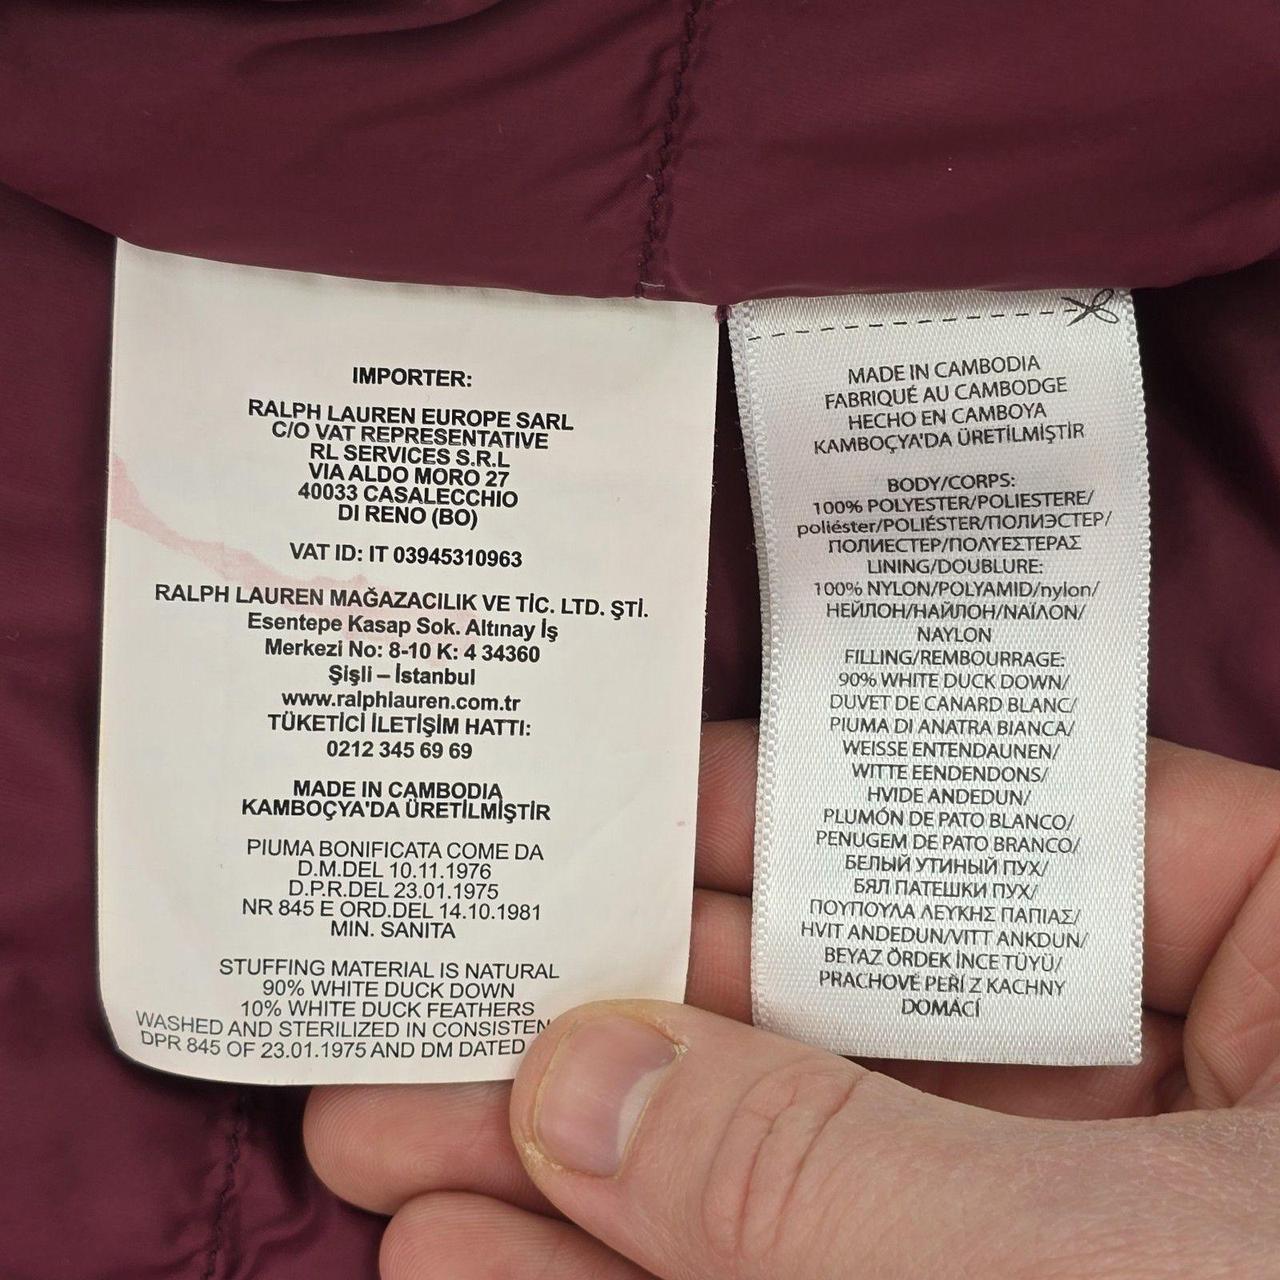 IMPORTER:
RALPH LAUREN EUROPE SARL
C/O VAT REPRESENTATIVE
RL SERVICES S.R.L
VIA ALDO MORO 27
40033 CASALECCHIO
DI RENO (BO)
VAT ID: IT 03945310963
RALPH LAUREN MAĞAZACILIK VE TİC. LTD. ŞTİ.
Esentepe Kasap Sok. Altınay İş
Merkezi No: 8-10 K: 4 34360
Şişli – İstanbul
www.ralphlauren.com.tr
TÜKETİCİ İLETİŞİM HATTI:
0212 345 69 69
MADE IN CAMBODIA
KAMBOÇYA'DA ÜRETİLMİŞTİR
PIUMA BONIFICATA COME DA
D.M.DEL 10.11.1976
D.P.R.DEL 23.01.1975
NR 845 E ORD.DEL 14.10.1981
MIN. SANITA
STUFFING MATERIAL IS NATURAL
90% WHITE DUCK DOWN
10% WHITE DUCK FEATHERS
WASHED AND STERILIZED IN
DPR 845 OF 23.01.1975 AND DM DATED
MADE IN CAMBODIA
FABRIQUÉ AU CAMBODGE
HECHO EN CAMBOYA
KAMBOÇYA'DA ÜRETİLMİŞTİR
BODY/CORPS:
100% POLYESTER/POLIESTERE/
poliéster/POLIÉSTER/ПОЛИЭСТЕР/
ПОЛИЕСТЕР/ΠΟΛΥΕΣΤΕΡΑΣ
LINING/DOUBLURE:
100% NYLON/POLYAMID/nylon/
НЕЙЛОН/НАЙЛОН/ΝΑΪΛΟΝ/
NAYLON
FILLING/REMBOURRAGE:
90% WHITE DUCK DOWN/
DUVET DE CANARD BLANC/
PIUMA DI ANATRA BIANCA/
WEISSE ENTENDAUNEN/
WITTE EENDENDONS/
HVIDE ANDEDUN/
PLUMÓN DE PATO BLANCO/
PENUGEM DE PATO BRANCO/
БЕЛЫЙ УТИНЫЙ ПУХ/
БЯЛ ПАТЕШКИ ПУХ/
ΠΟΥΠΟΥΛΑ ΛΕΥΚΗΣ ΠΑΠΙΑΣ/
HVIT ANDEDUN/VITT ANKDUN/
BEYAZ ÖRDEK İNCE TÜYÜ/
PRACHOVÉ PEŘÍ Z KACHNY
DOMÁCÍ